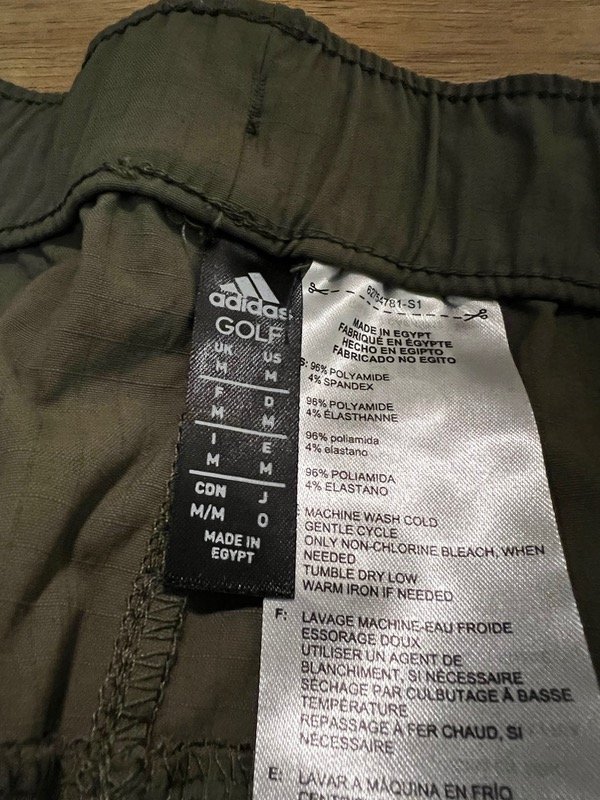 adidas
GOLF
UK US
M M
F D
M M
I E
M M
CDN J
M/M O
MADE IN
EGYPT
62754781-S1
MADE IN EGYPT
FABRIQUÉ EN ÉGYPTE
HECHO EN EGIPTO
FABRICADO NO EGITO
S: 96% POLYAMIDE
4% SPANDEX
96% POLYAMIDE
4% ÉLASTHANNE
96% poliamida
4% elastano
96% POLIAMIDA
4% ELASTANO
MACHINE WASH COLD
GENTLE CYCLE
ONLY NON-CHLORINE BLEACH, WHEN
NEEDED
TUMBLE DRY LOW
WARM IRON IF NEEDED
F: LAVAGE MACHINE-EAU FROIDE
ESSORAGE DOUX
UTILISER UN AGENT DE
BLANCHIMENT, SI NÉCESSAIRE
SÉCHAGE PAR CULBUTAGE À BASSE
TEMPÉRATURE
REPASSAGE À FER CHAUD, SI
NÉCESSAIRE
E: LAVAR A MÁQUINA EN FRÍO